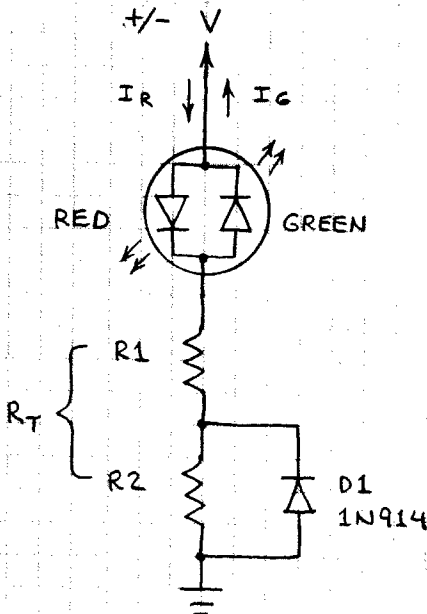 +/- V
IR IG
RED GREEN
R1
RT
R2
D1
1N914